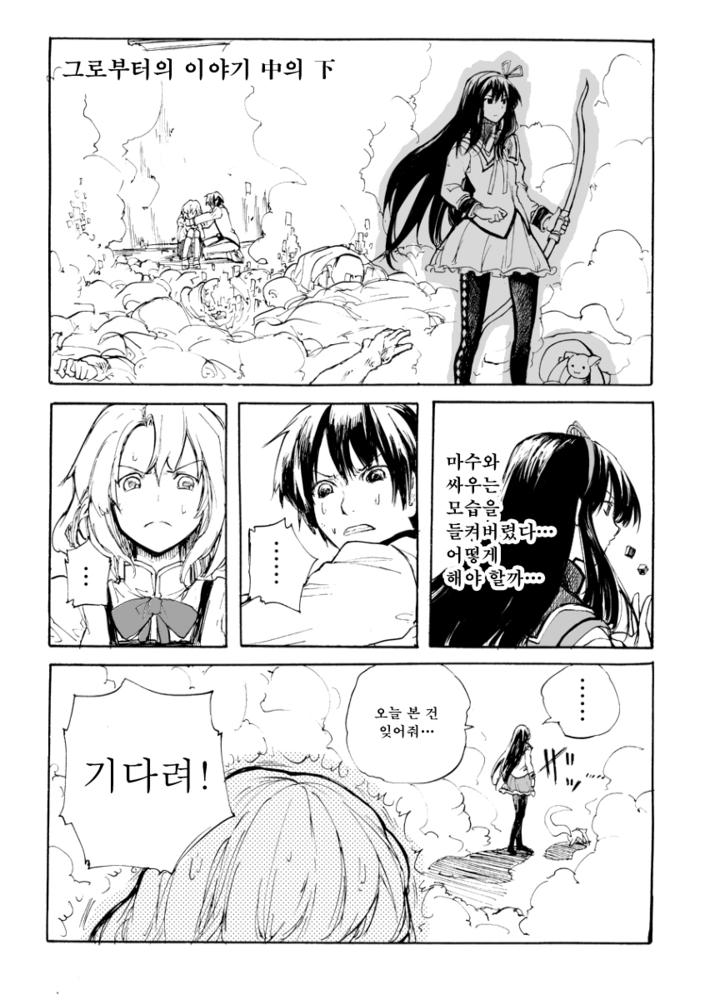 그로부터의 이야기 中의 下
마수와
싸우는
모습을
들켜버렸다…
어떻게
해야 할까…
…
…
……
오늘 본 건
잊어줘…
기다려!